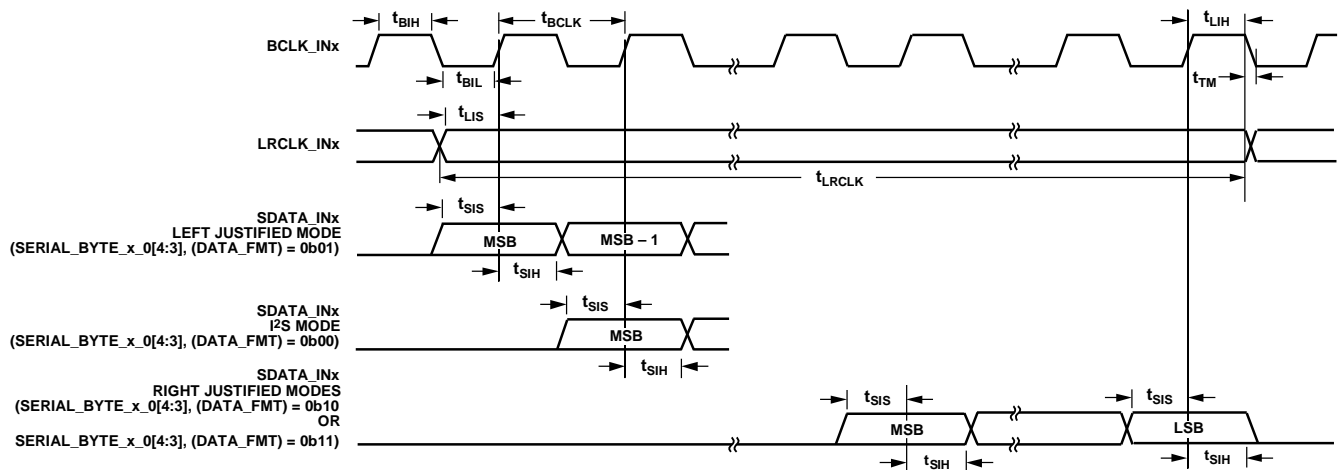 tBIH
tBCLK
tLIH
BCLK_INx
tBIL
tTM
tLIS
LRCLK_INx
tLRCLK
SDATA_INx
LEFT JUSTIFIED MODE
(SERIAL_BYTE_x_0[4:3], (DATA_FMT) = 0b01)
tSIS
MSB
MSB – 1
tSIH
SDATA_INx
I2S MODE
(SERIAL_BYTE_x_0[4:3], (DATA_FMT) = 0b00)
tSIS
MSB
tSIH
SDATA_INx
RIGHT JUSTIFIED MODES
(SERIAL_BYTE_x_0[4:3], (DATA_FMT) = 0b10
OR
SERIAL_BYTE_x_0[4:3], (DATA_FMT) = 0b11)
tSIS
tSIS
MSB
LSB
tSIH
tSIH